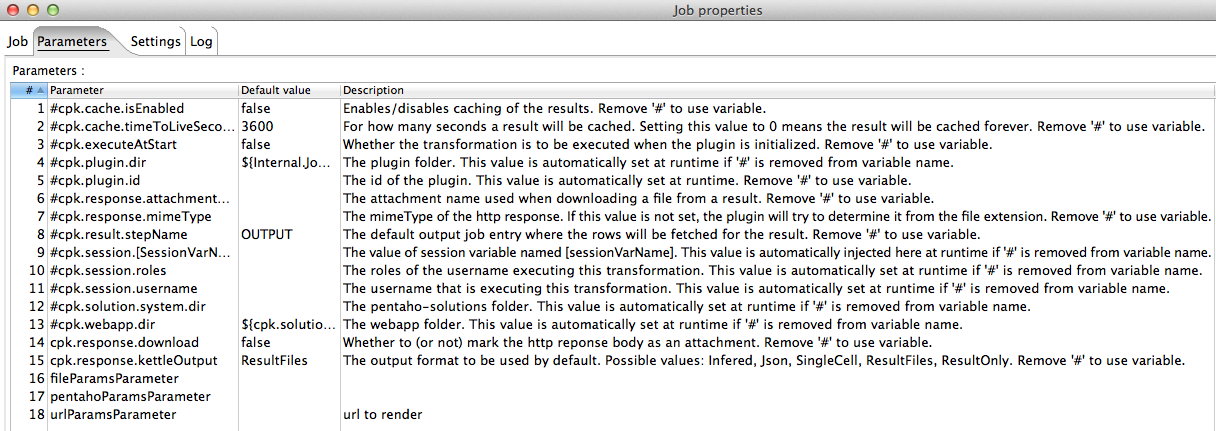 Job properties
Job Parameters Settings Log
Parameters :
# Parameter Default value Description
1 #cpk.cache.isEnabled false Enables/disables caching of the results. Remove '#' to use variable.
2 #cpk.cache.timeToLiveSeco... 3600 For how many seconds a result will be cached. Setting this value to 0 means the result will be cached forever. Remove '#' to use variable.
3 #cpk.executeAtStart false Whether the transformation is to be executed when the plugin is initialized. Remove '#' to use variable.
4 #cpk.plugin.dir ${Internal.Jo... The plugin folder. This value is automatically set at runtime if '#' is removed from variable name.
5 #cpk.plugin.id The id of the plugin. This value is automatically set at runtime. Remove '#' to use variable.
6 #cpk.response.attachment... The attachment name used when downloading a file from a result. Remove '#' to use variable.
7 #cpk.response.mimeType The mimeType of the http response. If this value is not set, the plugin will try to determine it from the file extension. Remove '#' to use variable.
8 #cpk.result.stepName OUTPUT The default output job entry where the rows will be fetched for the result. Remove '#' to use variable.
9 #cpk.session.[SessionVarN... The value of session variable named [sessionVarName]. This value is automatically injected here at runtime if '#' is removed from variable name.
10 #cpk.session.roles The roles of the username executing this transformation. This value is automatically set at runtime if '#' is removed from variable name.
11 #cpk.session.username The username that is executing this transformation. This value is automatically set at runtime if '#' is removed from variable name.
12 #cpk.solution.system.dir The pentaho-solutions folder. This value is automatically set at runtime if '#' is removed from variable name.
13 #cpk.webapp.dir ${cpk.solutio... The webapp folder. This value is automatically set at runtime if '#' is removed from variable name.
14 cpk.response.download false Whether to (or not) mark the http reponse body as an attachment. Remove '#' to use variable.
15 cpk.response.kettleOutput ResultFiles The output format to be used by default. Possible values: Infered, Json, SingleCell, ResultFiles, ResultOnly. Remove '#' to use variable.
16 fileParamsParameter
17 pentahoParamsParameter
18 urlParamsParameter url to render